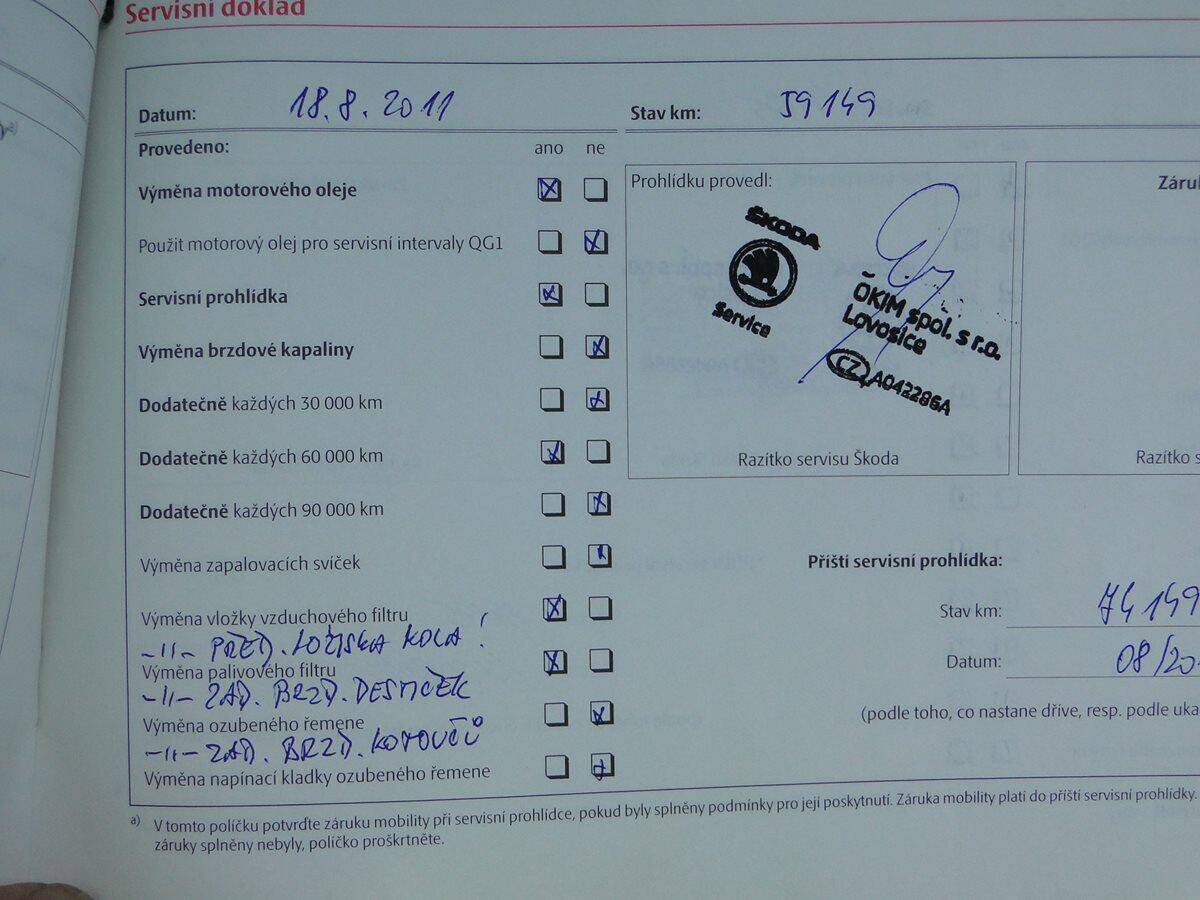 Servisní doklad
Datum: 18.8.2011 Stav km: 59149
Provedeno: ano ne
Výměna motorového oleje
Použit motorový olej pro servisní intervaly QG1
Servisní prohlídka
Výměna brzdové kapaliny
Dodatečně každých 30 000 km
Dodatečně každých 60 000 km
Dodatečně každých 90 000 km
Výměna zapalovacích svíček
Výměna vložky vzduchového filtru
-11- PŘED. LOŽISKA KOLA!
Výměna palivového filtru
-11- ZAD. BRZD. DESTIČEK
Výměna ozubeného řemene
-11- ZAD. BRZD. KOTOUČŮ
Výměna napínací kladky ozubeného řemene
Prohlídku provedl:
ŠKODA
Service
ŎKIM spol. s r.o.
Lovosice
CZ A042286A
Razítko servisu Škoda
Záruk
Razítko s
Příští servisní prohlídka:
Stav km: 74149
Datum: 08/20
(podle toho, co nastane dříve, resp. podle uka
a) V tomto políčku potvrďte záruku mobility při servisní prohlídce, pokud byly splněny podmínky pro její poskytnutí. Záruka mobility platí do příští servisní prohlídky.
záruky splněny nebyly, políčko proškrtněte.